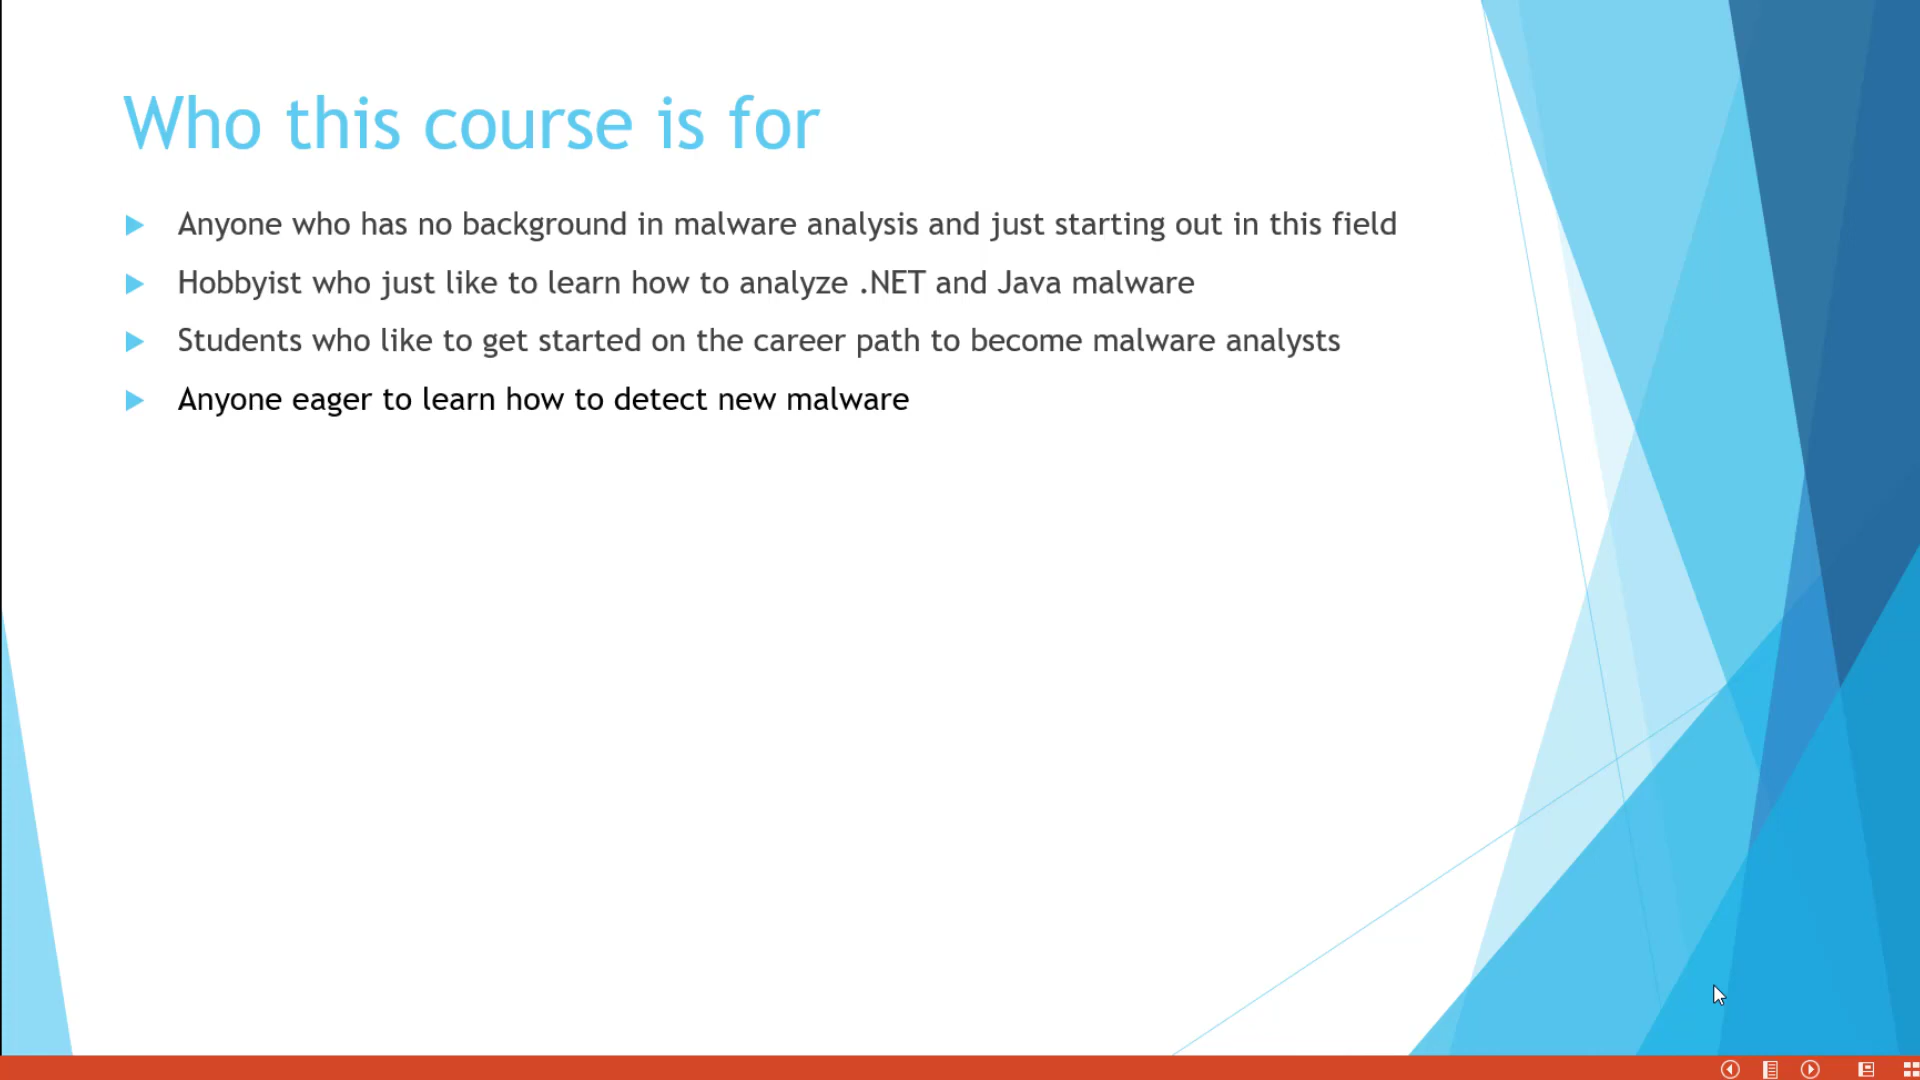 Who this course is for
Anyone who has no background in malware analysis and just starting out in this field
Hobbyist who just like to learn how to analyze .NET and Java malware
Students who like to get started on the career path to become malware analysts
Anyone eager to learn how to detect new malware